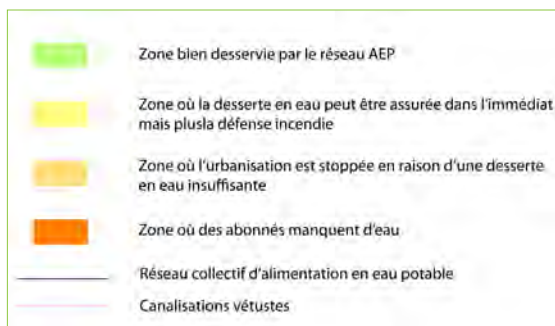 Zone bien desservie par le réseau AEP
Zone où la desserte en eau peut être assurée dans l'immédiat
mais plusla défense incendie
Zone où l'urbanisation est stoppée en raison d'une desserte
en eau insuffisante
Zone où des abonnés manquent d'eau
Réseau collectif d'alimentation en eau potable
Canalisations vétustes